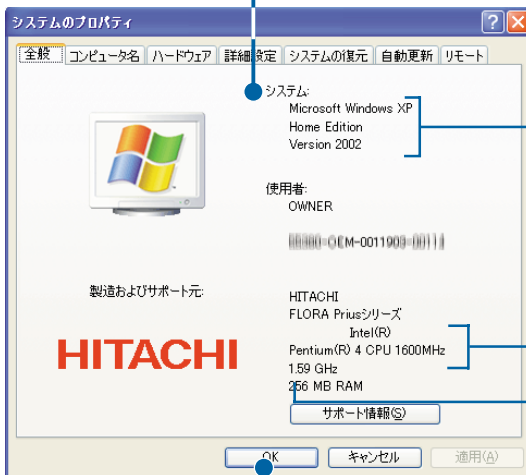 システムのプロパティ
全般 コンピュータ名 ハードウェア 詳細設定 システムの復元 自動更新 リモート
システム:
Microsoft Windows XP
Home Edition
Version 2002
使用者:
OWNER
製造およびサポート元:
HITACHI
HITACHI
FLORA Priusシリーズ
Intel(R)
Pentium(R) 4 CPU 1600MHz
1.59 GHz
256 MB RAM
サポート情報(S)
OK キャンセル 適用(A)